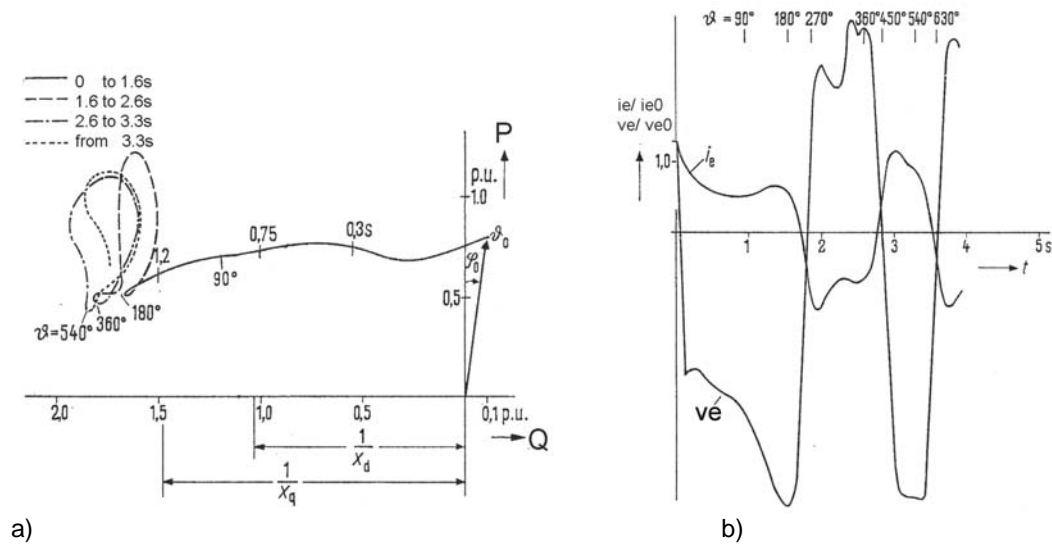 0 to 1.6s
1.6 to 2.6s
2.6 to 3.3s
from 3.3s
P
p.u.
1.0
0,3s
0,75
1,2
90°
ϑ₀
φ₀
0,5
180°
360°
ϑ=540°
2,0
1,5
1,0
0,5
0,1 p.u.
Q
1
Xd
1
Xq
a)
ϑ = 90°
180°
270°
360°
450°
540°
630°
ie/ ie0
ve/ ve0
1,0
ie
1
2
3
4
5 s
t
ve
b)